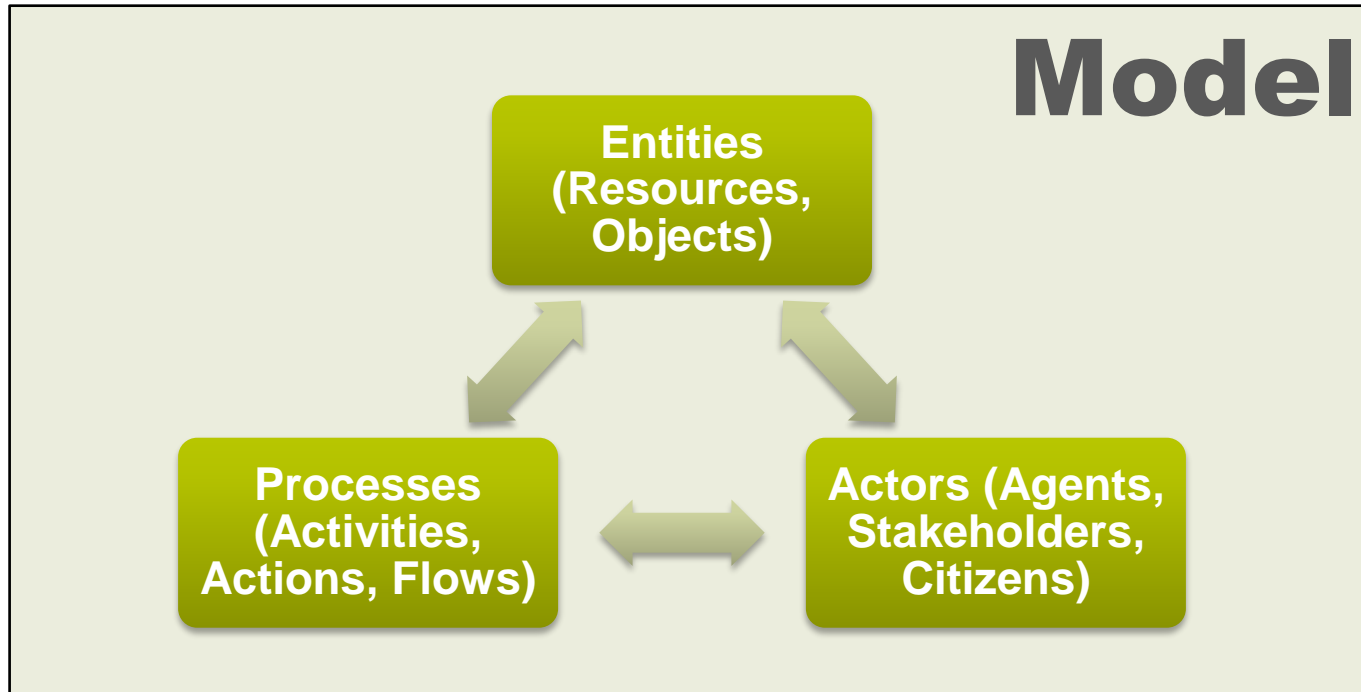 Model
Entities
(Resources,
Objects)
Processes
(Activities,
Actions, Flows)
Actors (Agents,
Stakeholders,
Citizens)